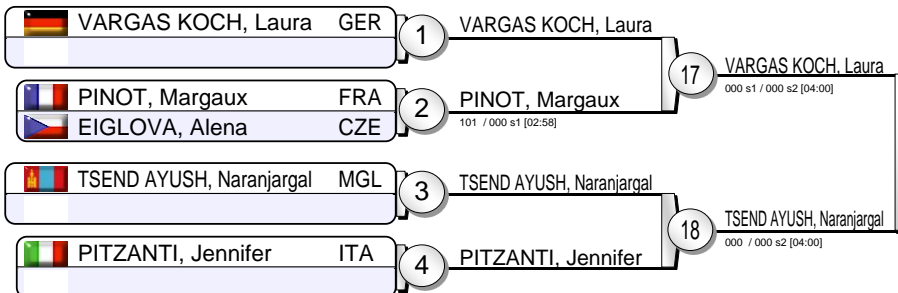 VARGAS KOCH, Laura GER
1
VARGAS KOCH, Laura
17
VARGAS KOCH, Laura
000 s1 / 000 s2 [04:00]
PINOT, Margaux FRA
EIGLOVA, Alena CZE
2
PINOT, Margaux
101 / 000 s1 [02:58]
TSEND AYUSH, Naranjargal MGL
3
TSEND AYUSH, Naranjargal
18
TSEND AYUSH, Naranjargal
000 / 000 s2 [04:00]
PITZANTI, Jennifer ITA
4
PITZANTI, Jennifer